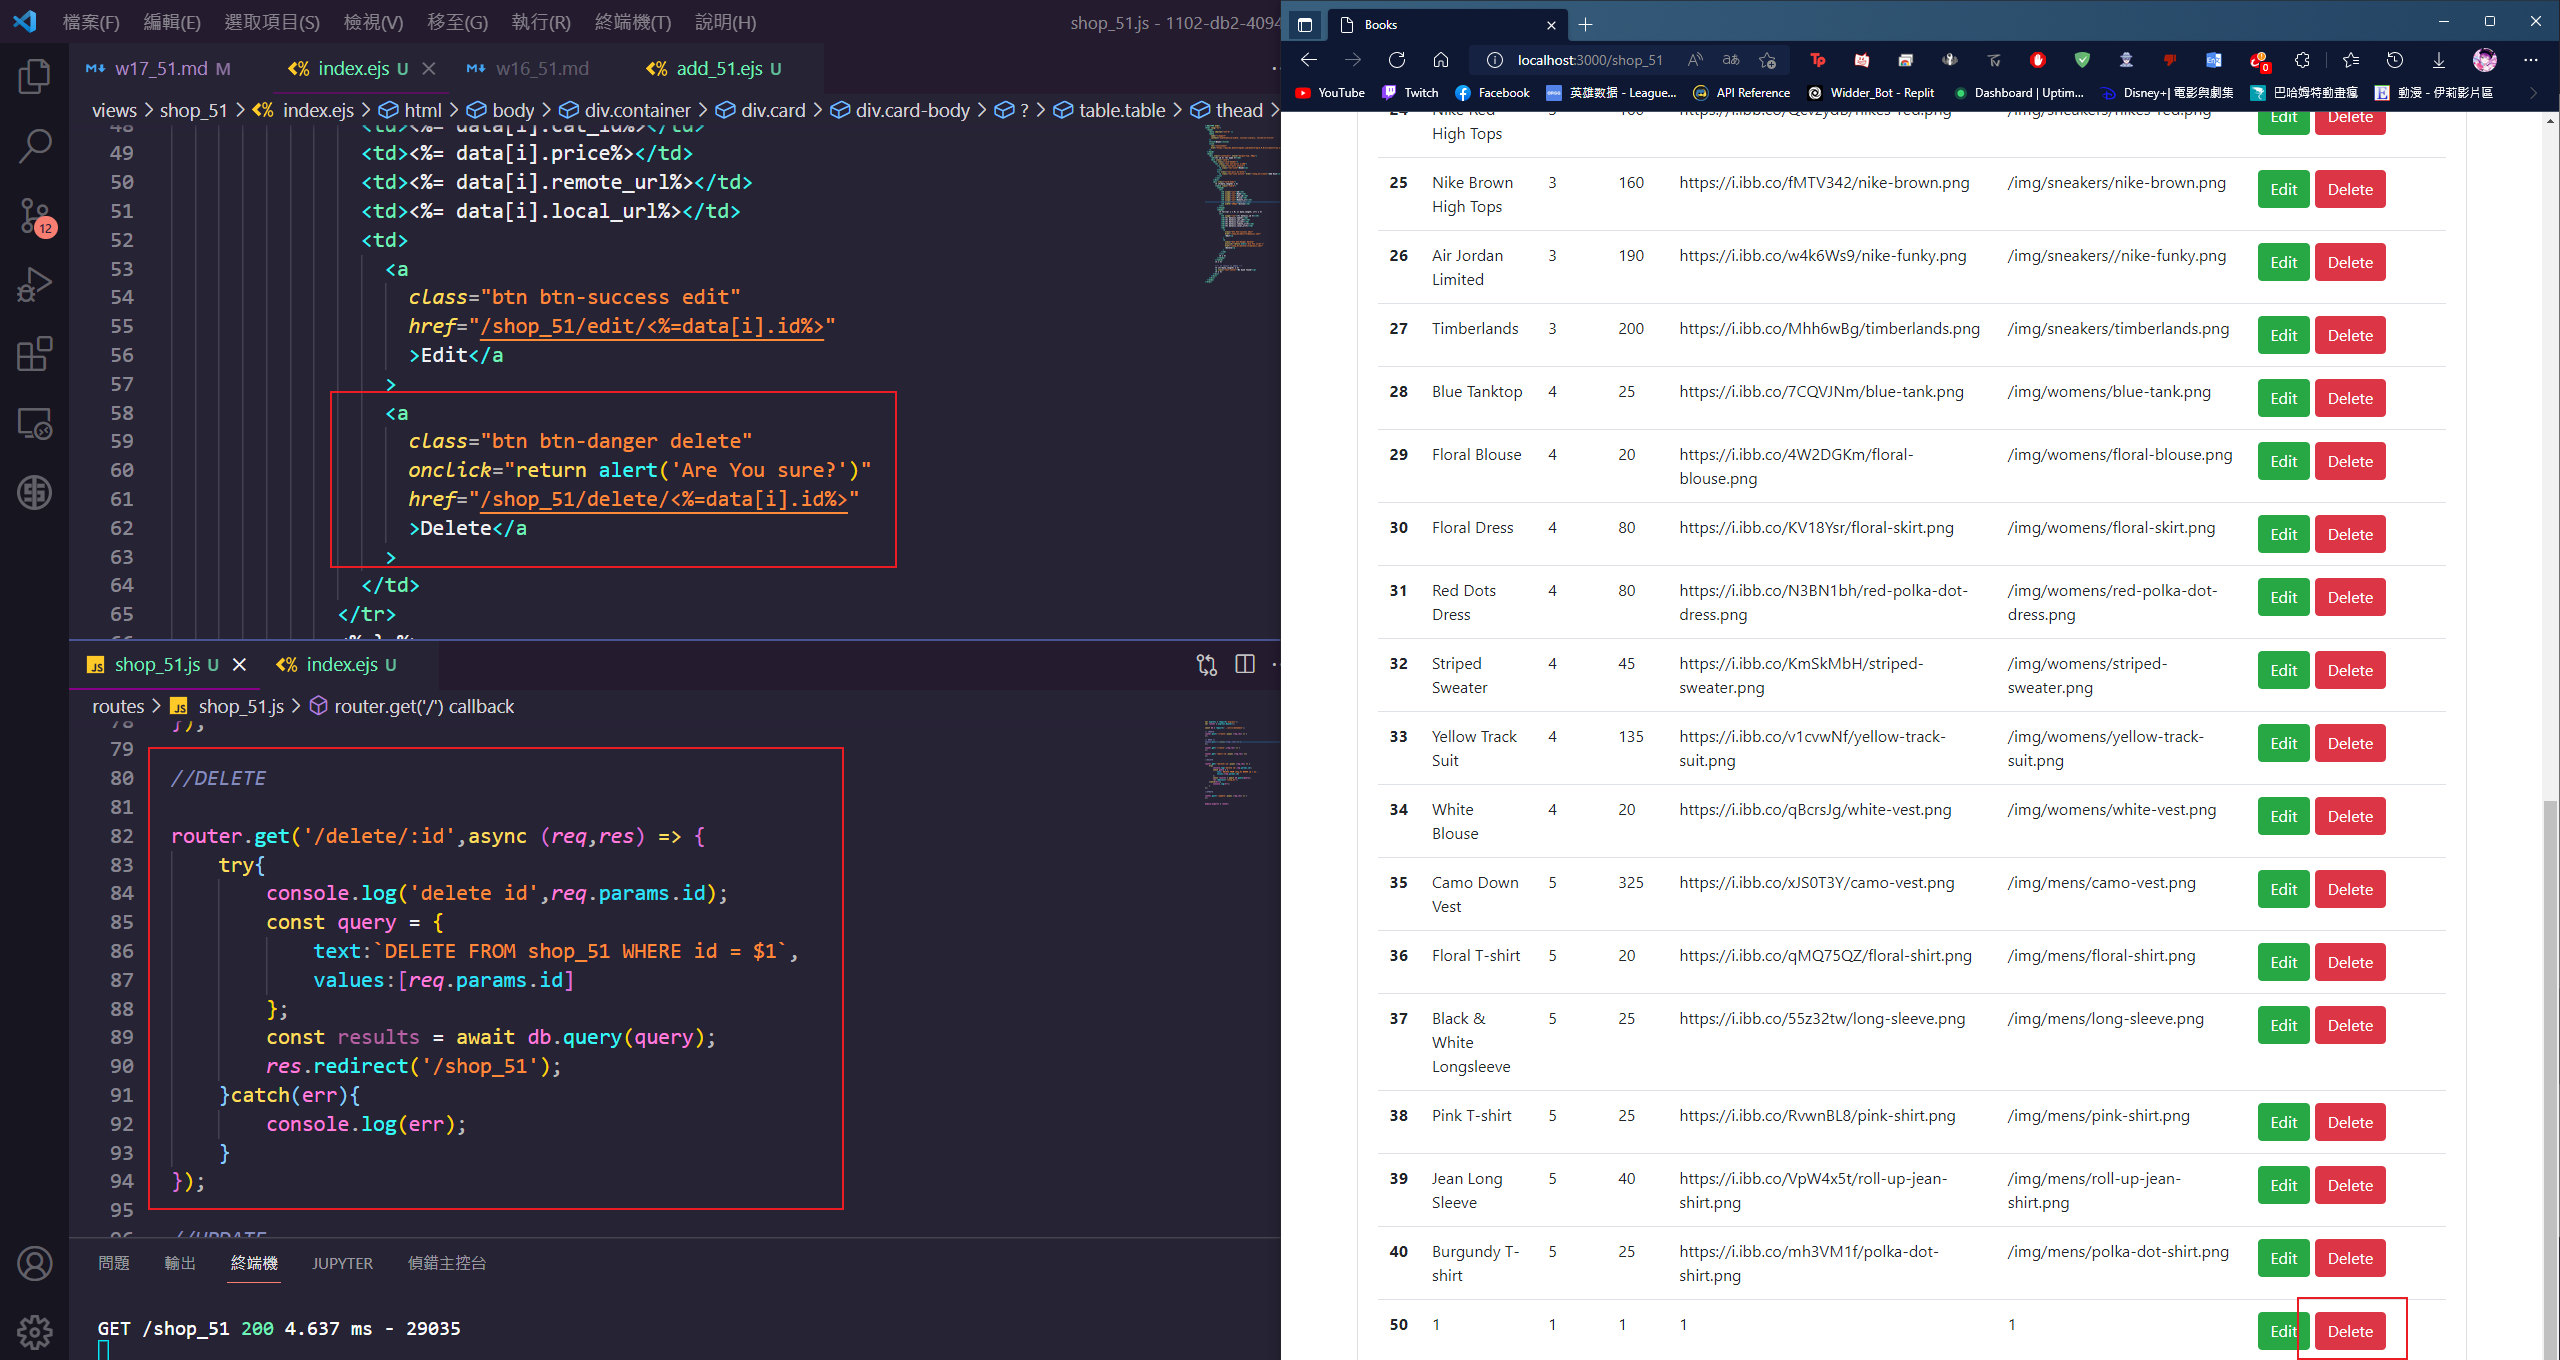 檔案(F) 編輯(E) 選取項目(S) 檢視(V) 移至(G) 執行(R) 終端機(T) 說明(H) shop_51.js - 1102-db2-4094
w17_51.md M index.ejs U w16_51.md add_51.ejs U
views > shop_51 > index.ejs > html > body > div.container > div.card > div.card-body > ? > table.table > thead >
48 <td><%= data[i].cat_id%></td>
49 <td><%= data[i].price%></td>
50 <td><%= data[i].remote_url%></td>
51 <td><%= data[i].local_url%></td>
52 <td>
53 <a
54 class="btn btn-success edit"
55 href="/shop_51/edit/<%=data[i].id%>"
56 >Edit</a
57 >
58 <a
59 class="btn btn-danger delete"
60 onclick="return alert('Are You sure?')"
61 href="/shop_51/delete/<%=data[i].id%>"
62 >Delete</a
63 >
64 </td>
65 </tr>
12
shop_51.js U index.ejs U
routes > shop_51.js > router.get('/') callback
78 });
79
80 //DELETE
81
82 router.get('/delete/:id',async (req,res) => {
83 try{
84 console.log('delete id',req.params.id);
85 const query = {
86 text:`DELETE FROM shop_51 WHERE id = $1`,
87 values:[req.params.id]
88 };
89 const results = await db.query(query);
90 res.redirect('/shop_51');
91 }catch(err){
92 console.log(err);
93 }
94 });
95
96 //UPDATE
問題 輸出 終端機 JUPYTER 偵錯主控台
GET /shop_51 200 4.637 ms - 29035
Books
localhost:3000/shop_51
YouTube Twitch Facebook 英雄数据 - League... API Reference Widder_Bot - Replit Dashboard | Uptim... Disney+| 電影與劇集 巴哈姆特動畫瘋 動漫 - 伊莉影片區
24 Nike Red High Tops 3 160 Edit Delete
25 Nike Brown High Tops 3 160 https://i.ibb.co/fMTV342/nike-brown.png /img/sneakers/nike-brown.png Edit Delete
26 Air Jordan Limited 3 190 https://i.ibb.co/w4k6Ws9/nike-funky.png /img/sneakers//nike-funky.png Edit Delete
27 Timberlands 3 200 https://i.ibb.co/Mhh6wBg/timberlands.png /img/sneakers/timberlands.png Edit Delete
28 Blue Tanktop 4 25 https://i.ibb.co/7CQVJNm/blue-tank.png /img/womens/blue-tank.png Edit Delete
29 Floral Blouse 4 20 https://i.ibb.co/4W2DGKm/floral-blouse.png /img/womens/floral-blouse.png Edit Delete
30 Floral Dress 4 80 https://i.ibb.co/KV18Ysr/floral-skirt.png /img/womens/floral-skirt.png Edit Delete
31 Red Dots Dress 4 80 https://i.ibb.co/N3BN1bh/red-polka-dot-dress.png /img/womens/red-polka-dot-dress.png Edit Delete
32 Striped Sweater 4 45 https://i.ibb.co/KmSkMbH/striped-sweater.png /img/womens/striped-sweater.png Edit Delete
33 Yellow Track Suit 4 135 https://i.ibb.co/v1cvwNf/yellow-track-suit.png /img/womens/yellow-track-suit.png Edit Delete
34 White Blouse 4 20 https://i.ibb.co/qBcrsJg/white-vest.png /img/womens/white-vest.png Edit Delete
35 Camo Down Vest 5 325 https://i.ibb.co/xJS0T3Y/camo-vest.png /img/mens/camo-vest.png Edit Delete
36 Floral T-shirt 5 20 https://i.ibb.co/qMQ75QZ/floral-shirt.png /img/mens/floral-shirt.png Edit Delete
37 Black & White Longsleeve 5 25 https://i.ibb.co/55z32tw/long-sleeve.png /img/mens/long-sleeve.png Edit Delete
38 Pink T-shirt 5 25 https://i.ibb.co/RvwnBL8/pink-shirt.png /img/mens/pink-shirt.png Edit Delete
39 Jean Long Sleeve 5 40 https://i.ibb.co/VpW4x5t/roll-up-jean-shirt.png /img/mens/roll-up-jean-shirt.png Edit Delete
40 Burgundy T-shirt 5 25 https://i.ibb.co/mh3VM1f/polka-dot-shirt.png /img/mens/polka-dot-shirt.png Edit Delete
50 1 1 1 1 1 Edit Delete